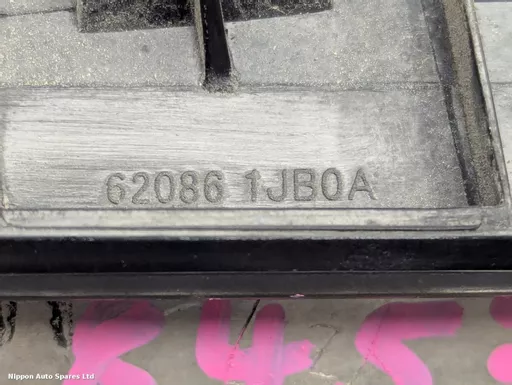 62086 1JB0A
Nippon Auto Spares Ltd